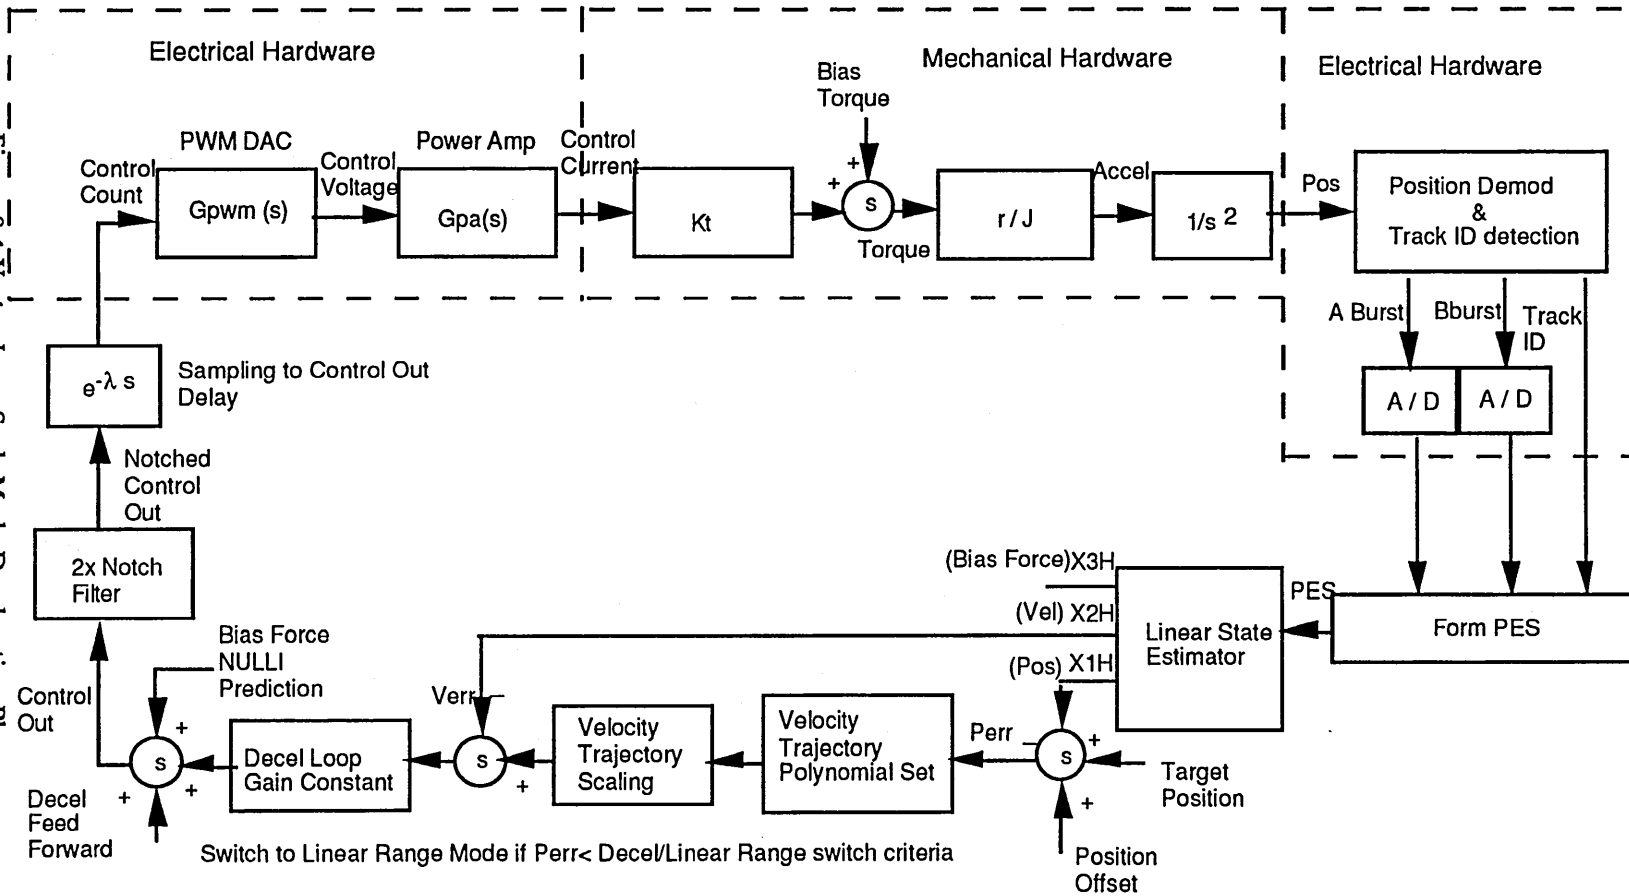 Electrical Hardware
Mechanical Hardware
Electrical Hardware
Bias
Torque
PWM DAC
Power Amp
Control
Current
Control
Count
Control
Voltage
Gpwm (s)
Gpa(s)
Kt
+
+
s
Torque
r / J
Accel
1/s 2
Pos
Position Demod
&
Track ID detection
A Burst
Bburst
Track
ID
A / D
A / D
e-λ s
Sampling to Control Out
Delay
Notched
Control
Out
2x Notch
Filter
(Bias Force) X3H
(Vel) X2H
(Pos) X1H
Linear State
Estimator
PES
Form PES
Bias Force
NULLI
Prediction
Control
Out
+
s
+
+
Decel
Feed
Forward
Decel Loop
Gain Constant
Verr
−
s
+
Velocity
Trajectory
Scaling
Velocity
Trajectory
Polynomial Set
Perr
−
s
+
+
Target
Position
Position
Offset
Switch to Linear Range Mode if Perr< Decel/Linear Range switch criteria